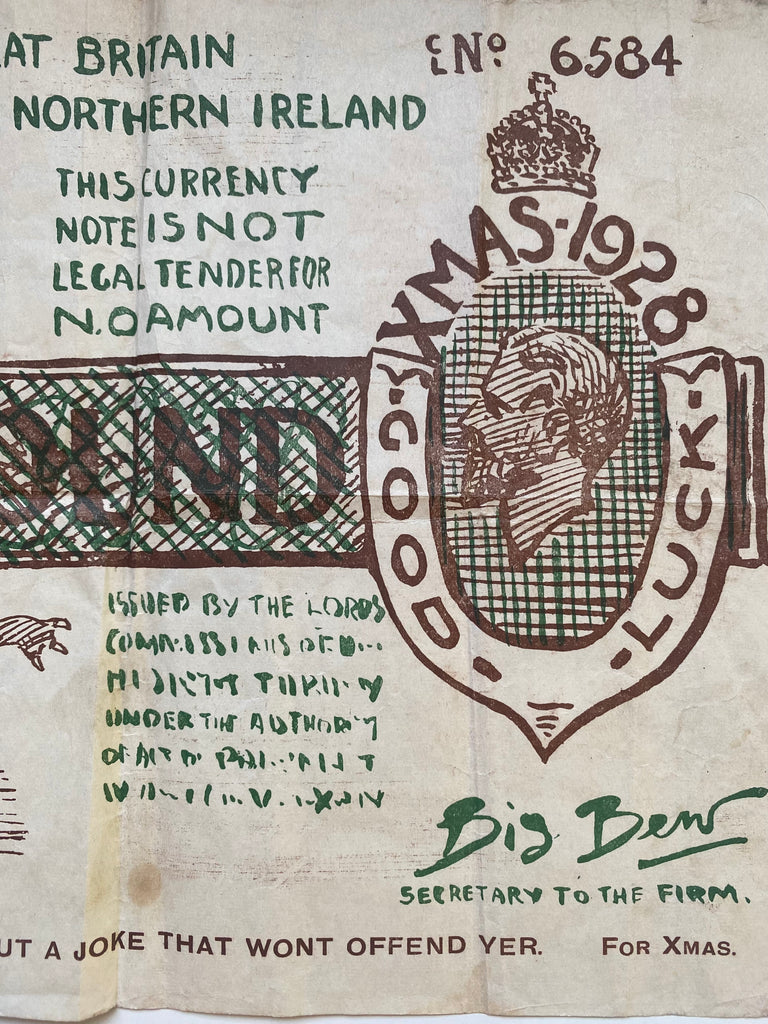 AT BRITAIN
NORTHERN IRELAND
Nº 6584
THIS CURRENCY
NOTE IS NOT
LEGAL TENDER FOR
N.O AMOUNT
XMAS·1928
GOOD LUCK
UND
ISSUED BY THE LORDS
UNDER THE AUTHORITY
Big Ben
SECRETARY TO THE FIRM.
UT A JOKE THAT WONT OFFEND YER. FOR XMAS.